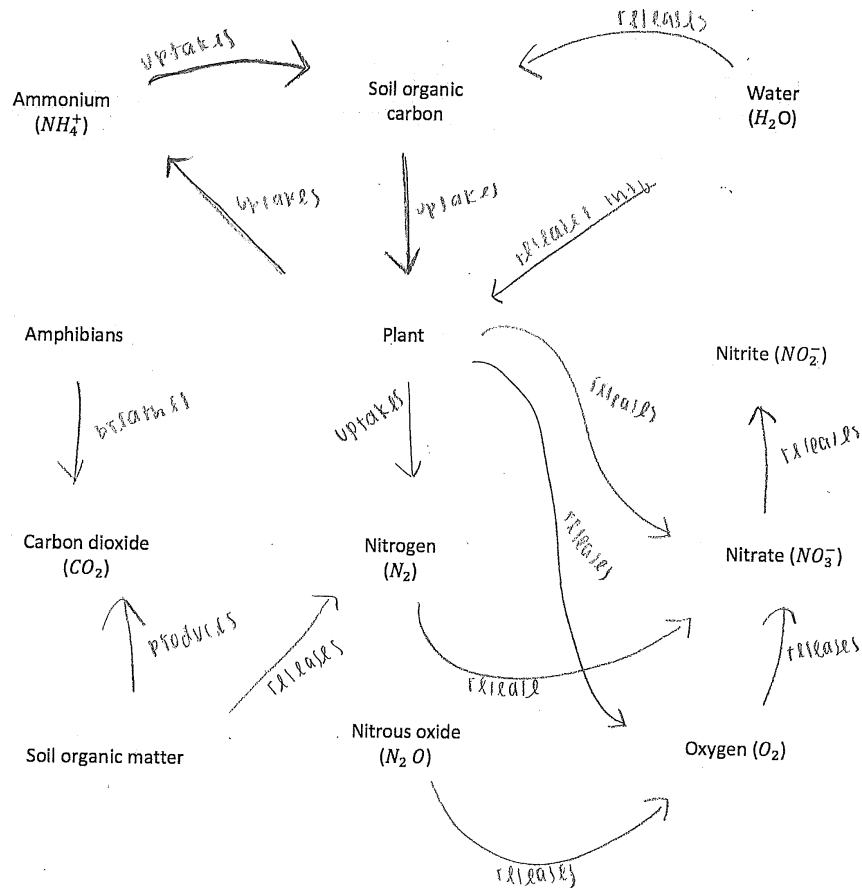 uptakes
releases
Ammonium
(NH₄⁺)
Soil organic
carbon
Water
(H₂O)
uptakes
uptakes
releases into
Amphibians
Plant
Nitrite (NO₂⁻)
breathes
uptakes
releases
releases
releases
Carbon dioxide
(CO₂)
Nitrogen
(N₂)
Nitrate (NO₃⁻)
produces
releases
release
releases
Soil organic matter
Nitrous oxide
(N₂ O)
Oxygen (O₂)
releases